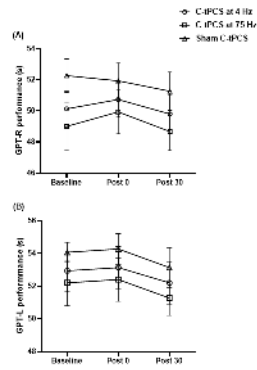 C-tPCS at 4 Hz
C-tPCS at 75 Hz
Sham C-tPCS
(A)
GPT-R performance (s)
54
52
50
48
46
Baseline
Post 0
Post 30
(B)
GPT-L performmance (s)
56
54
52
50
48
Baseline
Post 0
Post 30